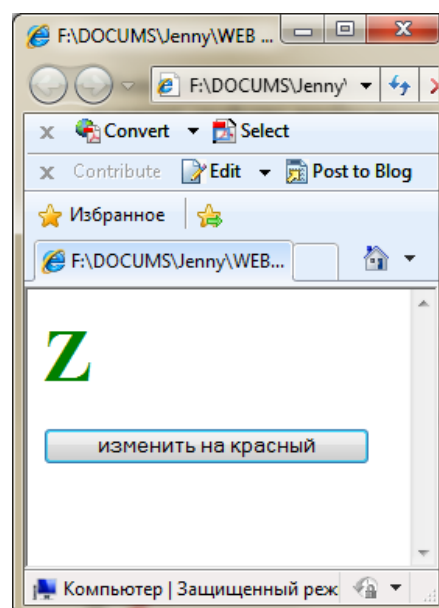 F:\DOCUMS\Jenny\WEB ...
F:\DOCUMS\Jenny\
x Convert Select
x Contribute Edit Post to Blog
Избранное
F:\DOCUMS\Jenny\WEB...
Z
изменить на красный
Компьютер | Защищенный реж